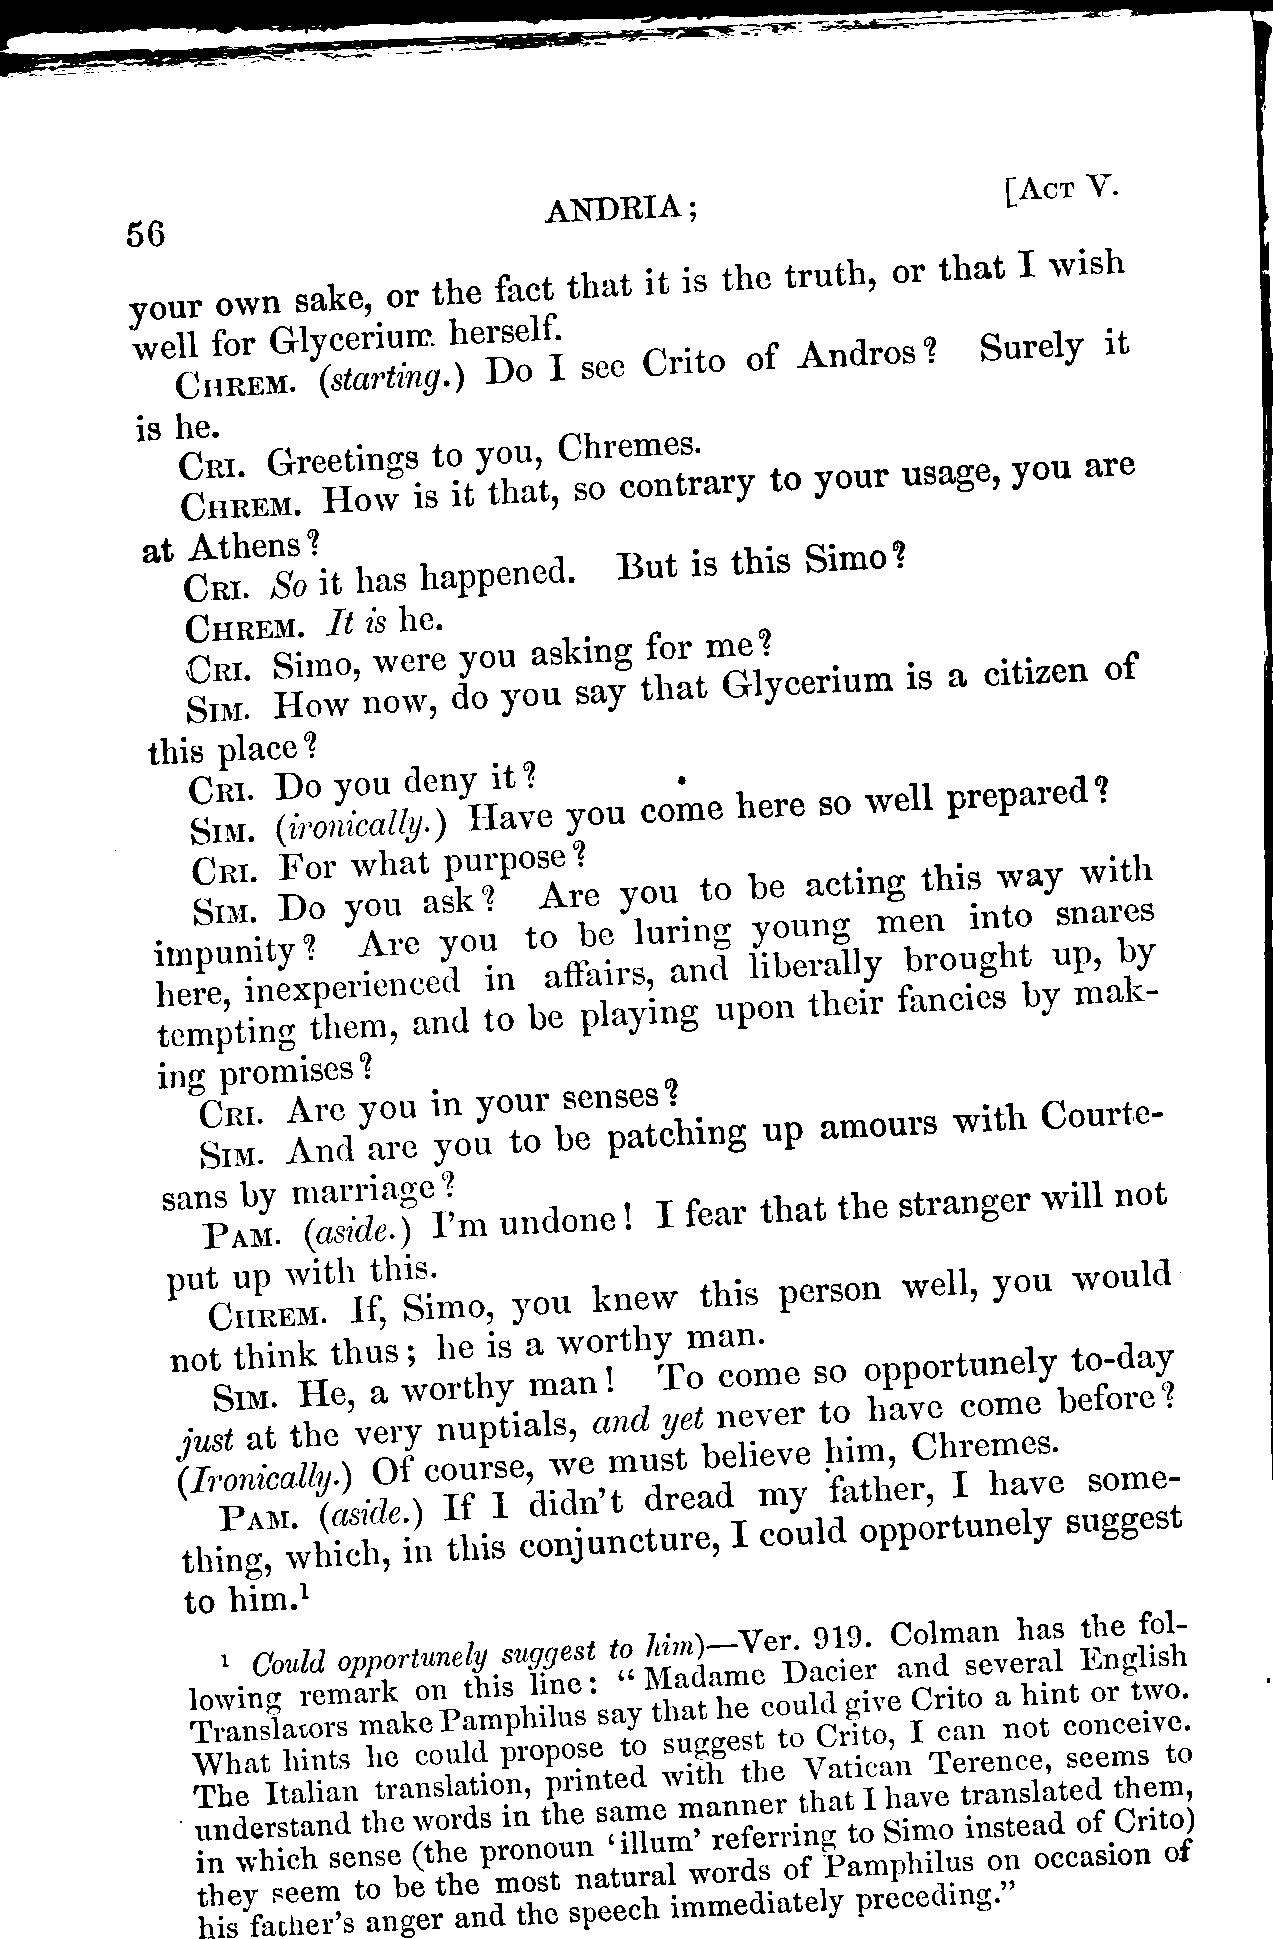 56 ANDRIA; [ACT V.
your own sake, or the fact that it is the truth, or that I wish
well for Glycerium herself.
CHREM. (starting.) Do I see Crito of Andros? Surely it
is he.
CRI. Greetings to you, Chremes.
CHREM. How is it that, so contrary to your usage, you are
at Athens?
CRI. So it has happened. But is this Simo?
CHREM. It is he.
CRI. Simo, were you asking for me?
SIM. How now, do you say that Glycerium is a citizen of
this place?
CRI. Do you deny it?
SIM. (ironically.) Have you come here so well prepared?
CRI. For what purpose?
SIM. Do you ask? Are you to be acting this way with
impunity? Are you to be luring young men into snares
here, inexperienced in affairs, and liberally brought up, by
tempting them, and to be playing upon their fancies by mak-
ing promises?
CRI. Are you in your senses?
SIM. And are you to be patching up amours with Courte-
sans by marriage?
PAM. (aside.) I'm undone! I fear that the stranger will not
put up with this.
CHREM. If, Simo, you knew this person well, you would
not think thus; he is a worthy man.
SIM. He, a worthy man! To come so opportunely to-day
just at the very nuptials, and yet never to have come before?
(Ironically.) Of course, we must believe him, Chremes.
PAM. (aside.) If I didn't dread my father, I have some-
thing, which, in this conjuncture, I could opportunely suggest
to him.¹
¹ Could opportunely suggest to him)—Ver. 919. Colman has the fol-
lowing remark on this line: "Madame Dacier and several English
Translators make Pamphilus say that he could give Crito a hint or two.
What hints he could propose to suggest to Crito, I can not conceive.
The Italian translation, printed with the Vatican Terence, seems to
understand the words in the same manner that I have translated them,
in which sense (the pronoun 'illum' referring to Simo instead of Crito)
they seem to be the most natural words of Pamphilus on occasion of
his father's anger and the speech immediately preceding."